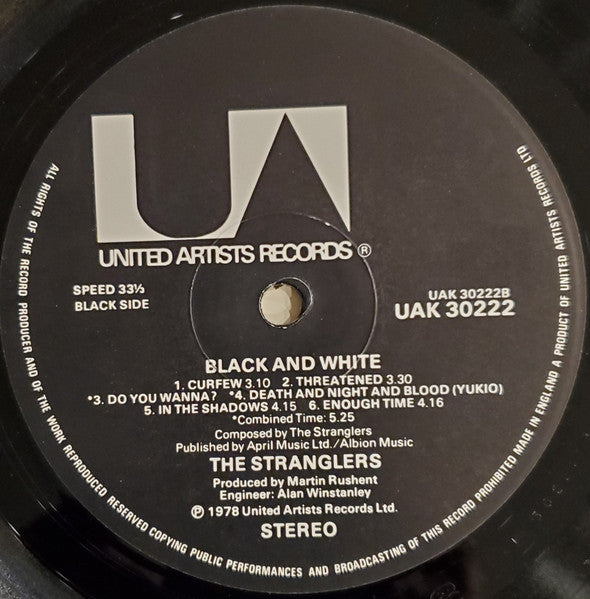 UA
UNITED ARTISTS RECORDS ®
SPEED 33⅓
BLACK SIDE
UAK 30222B
UAK 30222
BLACK AND WHITE
1. CURFEW 3.10 2. THREATENED 3.30
*3. DO YOU WANNA? *4. DEATH AND NIGHT AND BLOOD (YUKIO)
5. IN THE SHADOWS 4.15 6. ENOUGH TIME 4.16
*Combined Time: 5.25
Composed by The Stranglers
Published by April Music Ltd./Albion Music
THE STRANGLERS
Produced by Martin Rushent
Engineer: Alan Winstanley
℗ 1978 United Artists Records Ltd.
STEREO
ALL RIGHTS OF THE RECORD PRODUCER AND OF THE WORK REPRODUCED RESERVED COPYING PUBLIC PERFORMANCES AND BROADCASTING OF THIS RECORD PROHIBITED MADE IN ENGLAND A PRODUCT OF UNITED ARTISTS RECORDS LTD